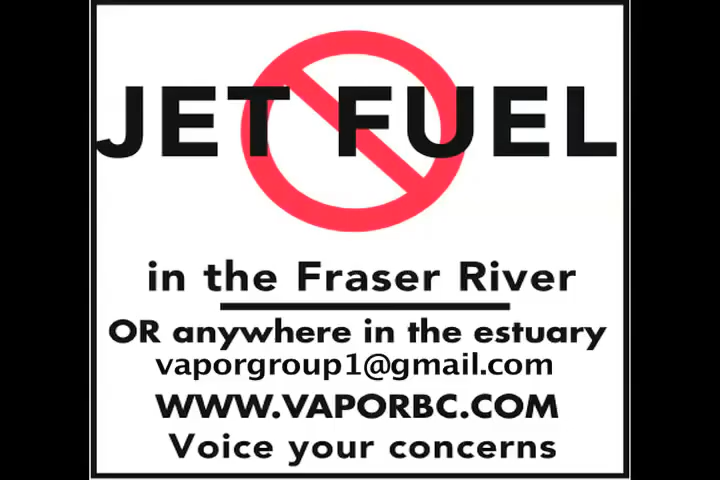 JET FUEL
in the Fraser River
OR anywhere in the estuary
vaporgroup1@gmail.com
WWW.VAPORBC.COM
Voice your concerns